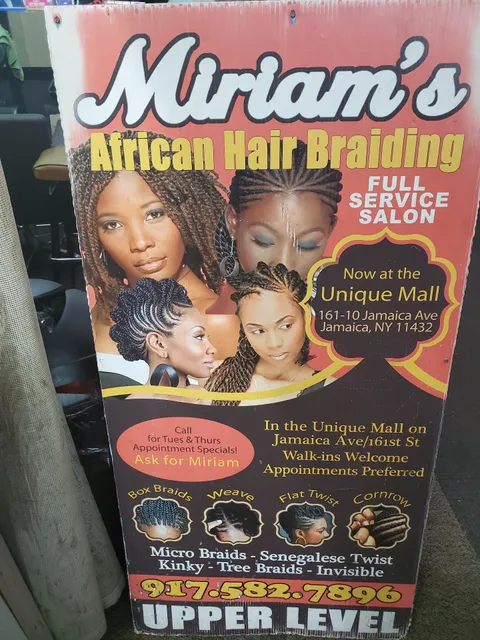 Miriam's
African Hair Braiding
FULL
SERVICE
SALON
Now at the
Unique Mall
161-10 Jamaica Ave
Jamaica, NY 11432
Call
for Tues & Thurs
Appointment Specials!
Ask for Miriam
In the Unique Mall on
Jamaica Ave/161st St
Walk-ins Welcome
Appointments Preferred
Box Braids
Weave
Flat Twist
Cornrow
Micro Braids - Senegalese Twist
Kinky - Tree Braids - Invisible
917.582.7896
UPPER LEVEL